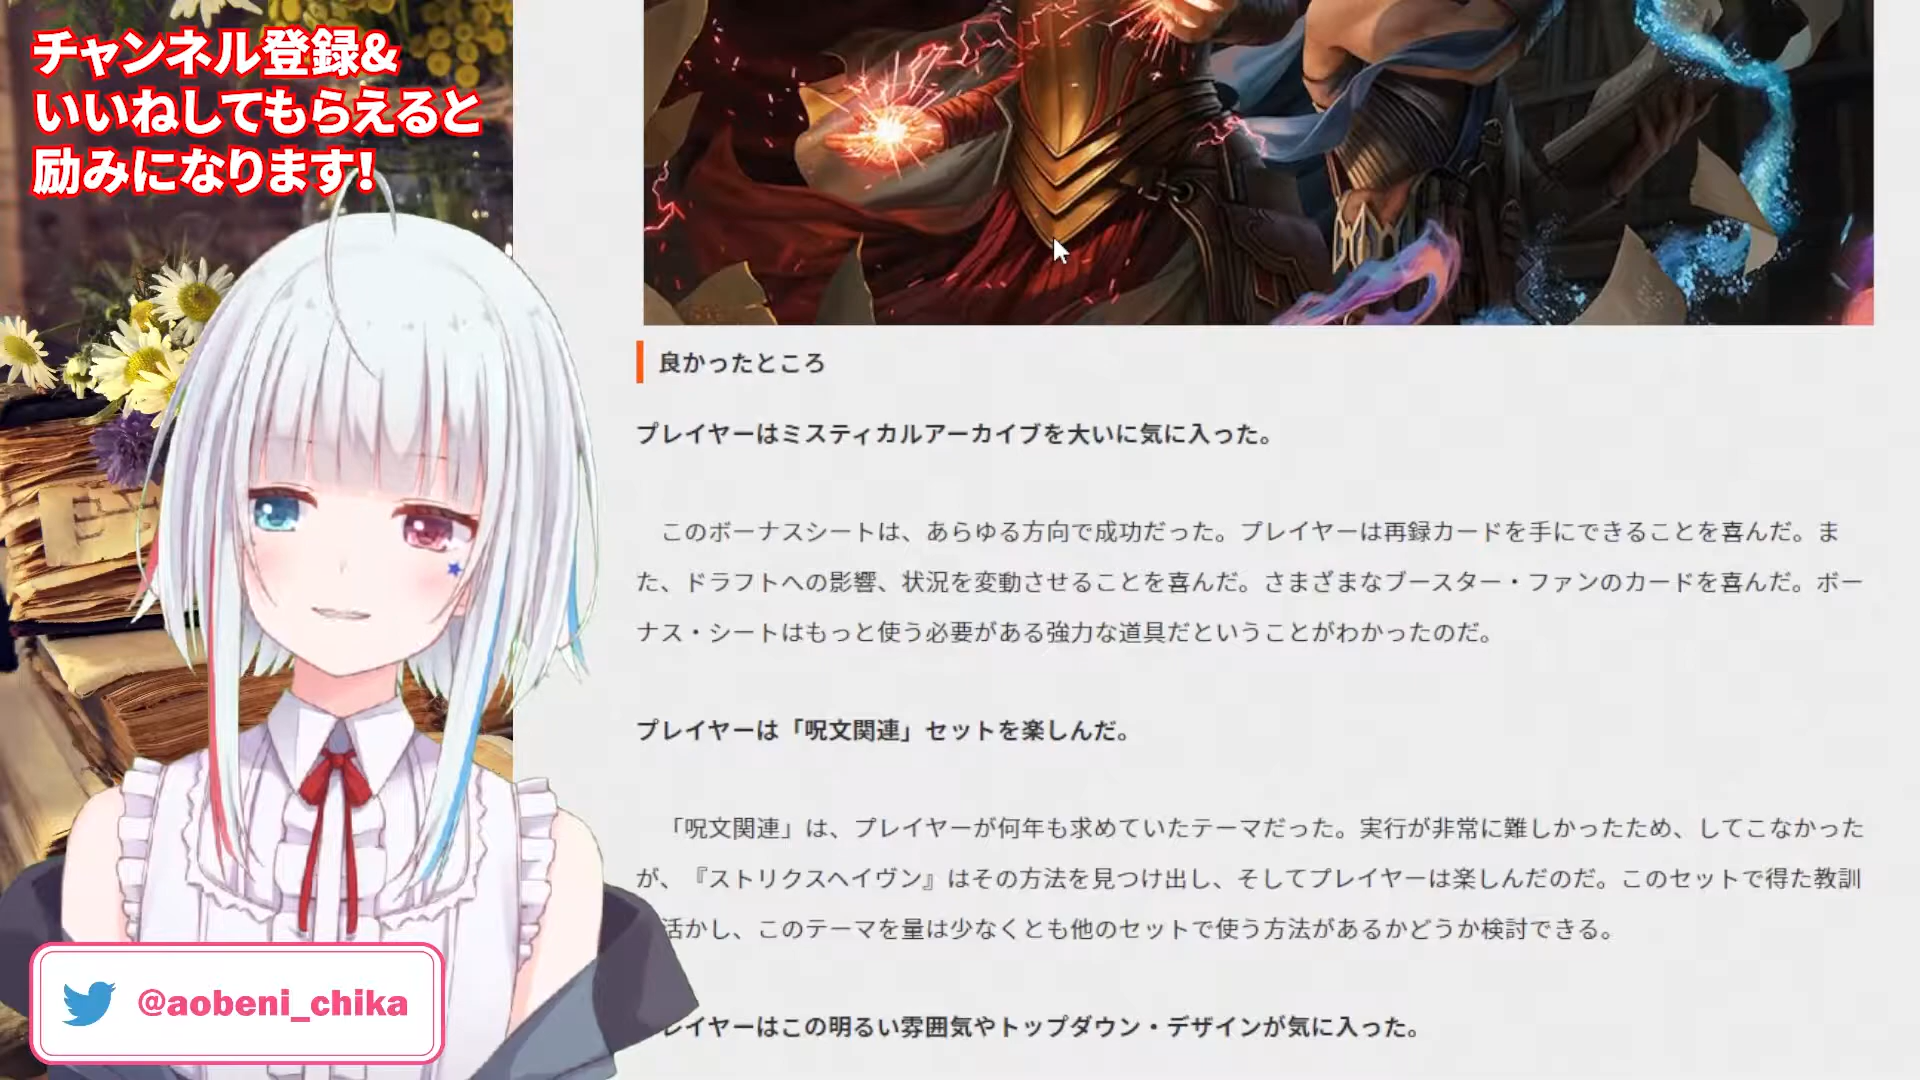 チャンネル登録&
いいねしてもらえると
励みになります!
良かったところ
プレイヤーはミスティカルアーカイブを大いに気に入った。
このボーナスシートは、あらゆる方向で成功だった。プレイヤーは再録カードを手にできることを喜んだ。ま
た、ドラフトへの影響、状況を変動させることを喜んだ。さまざまなブースター・ファンのカードを喜んだ。ボー
ナス・シートはもっと使う必要がある強力な道具だということがわかったのだ。
プレイヤーは「呪文関連」セットを楽しんだ。
「呪文関連」は、プレイヤーが何年も求めていたテーマだった。実行が非常に難しかったため、してこなかった
が、『ストリクスヘイヴン』はその方法を見つけ出し、そしてプレイヤーは楽しんだのだ。このセットで得た教訓
活かし、このテーマを量は少なくとも他のセットで使う方法があるかどうか検討できる。
レイヤーはこの明るい雰囲気やトップダウン・デザインが気に入った。
@aobeni_chika